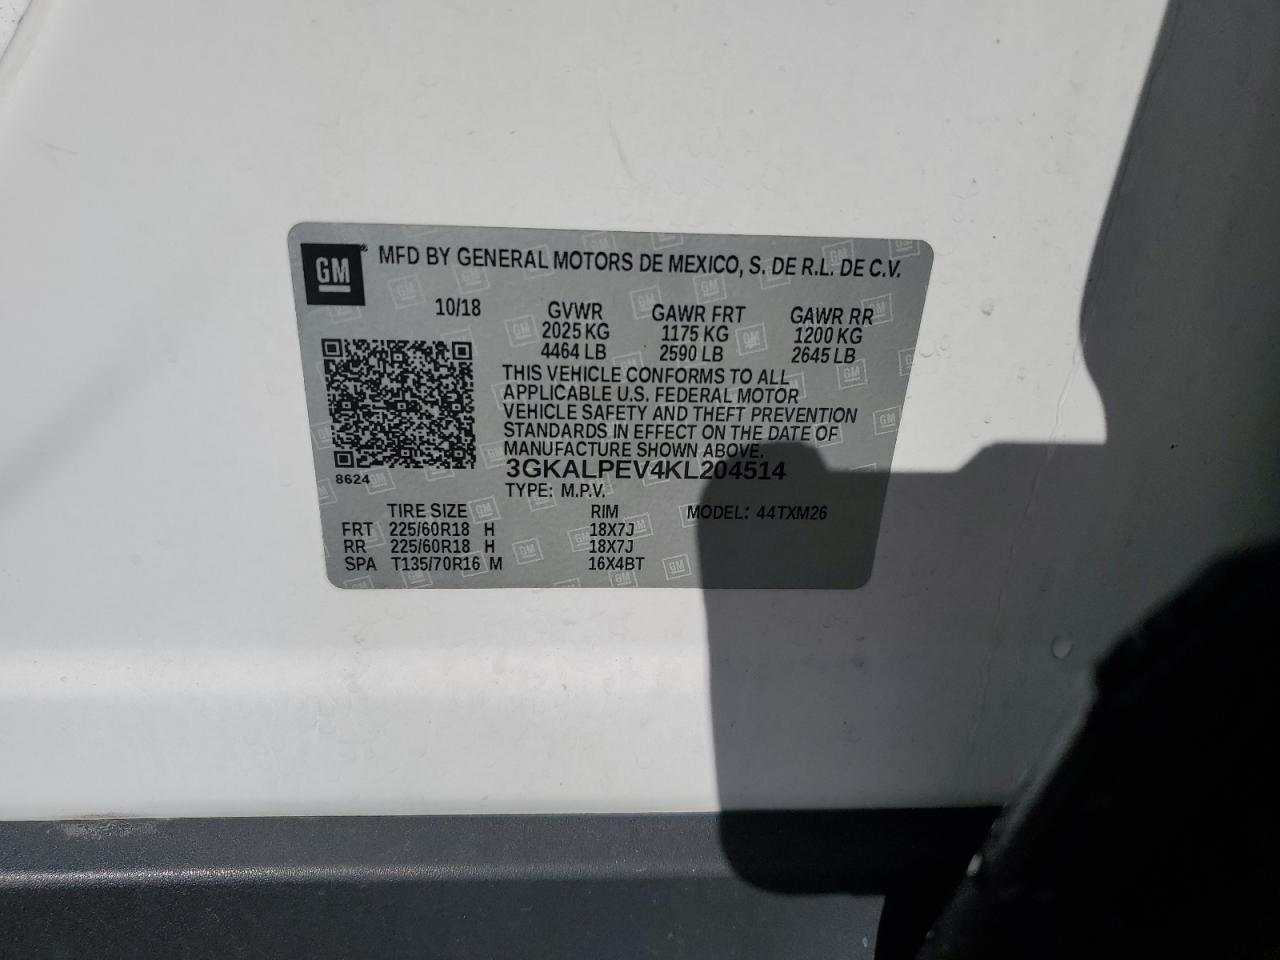 GM® MFD BY GENERAL MOTORS DE MEXICO, S. DE R.L. DE C.V.
10/18 GVWR GAWR FRT GAWR RR
2025 KG 1175 KG 1200 KG
4464 LB 2590 LB 2645 LB
THIS VEHICLE CONFORMS TO ALL
APPLICABLE U.S. FEDERAL MOTOR
VEHICLE SAFETY AND THEFT PREVENTION
STANDARDS IN EFFECT ON THE DATE OF
MANUFACTURE SHOWN ABOVE.
3GKALPEV4KL204514
8624
TYPE: M.P.V.
TIRE SIZE RIM MODEL: 44TXM26
FRT 225/60R18 H 18X7J
RR 225/60R18 H 18X7J
SPA T135/70R16 M 16X4BT